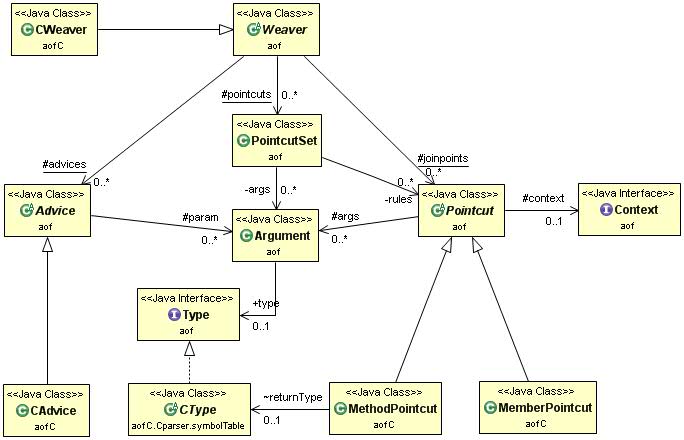 <<Java Class>>
CWeaver
aofC
<<Java Class>>
Weaver
aof
#pointcuts
0..*
<<Java Class>>
PointcutSet
aof
#advices
0..*
#joinpoints
0..*
-args
0..*
0..*
-rules
<<Java Class>>
Advice
aof
#param
0..*
<<Java Class>>
Argument
aof
#args
0..*
<<Java Class>>
Pointcut
aof
#context
0..1
<<Java Interface>>
Context
aof
+type
0..1
<<Java Interface>>
Type
aof
<<Java Class>>
CAdvice
aofC
<<Java Class>>
CType
aofC.Cparser.symbolTable
~returnType
0..1
<<Java Class>>
MethodPointcut
aofC
<<Java Class>>
MemberPointcut
aofC